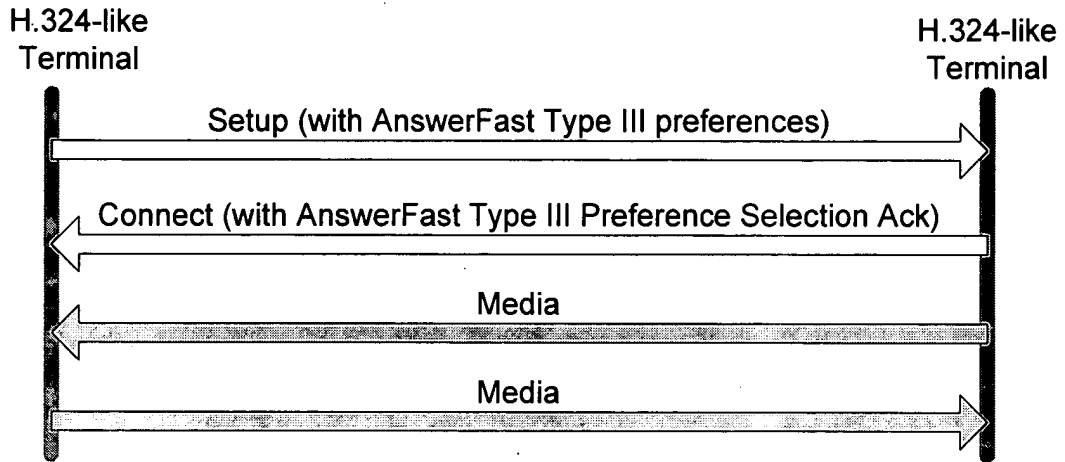 H.324-like
Terminal
H.324-like
Terminal
Setup (with AnswerFast Type III preferences)
Connect (with AnswerFast Type III Preference Selection Ack)
Media
Media